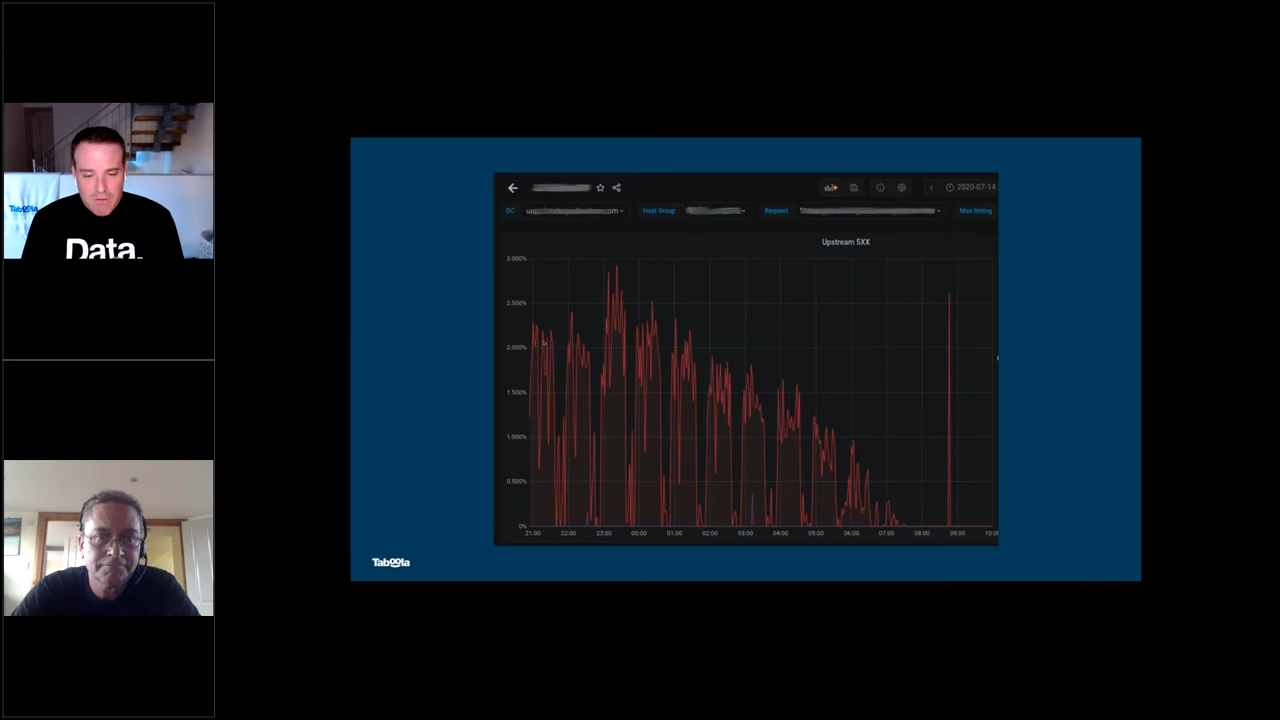 Taboola
Data.
2020-07-14
DC
Host Group
Request
Max timing
Upstream 5XX
3.000%
2.500%
2.000%
1.500%
1.000%
0.500%
0%
21:00 22:00 23:00 00:00 01:00 02:00 03:00 04:00 05:00 06:00 07:00 08:00 09:00 10:00
Taboola